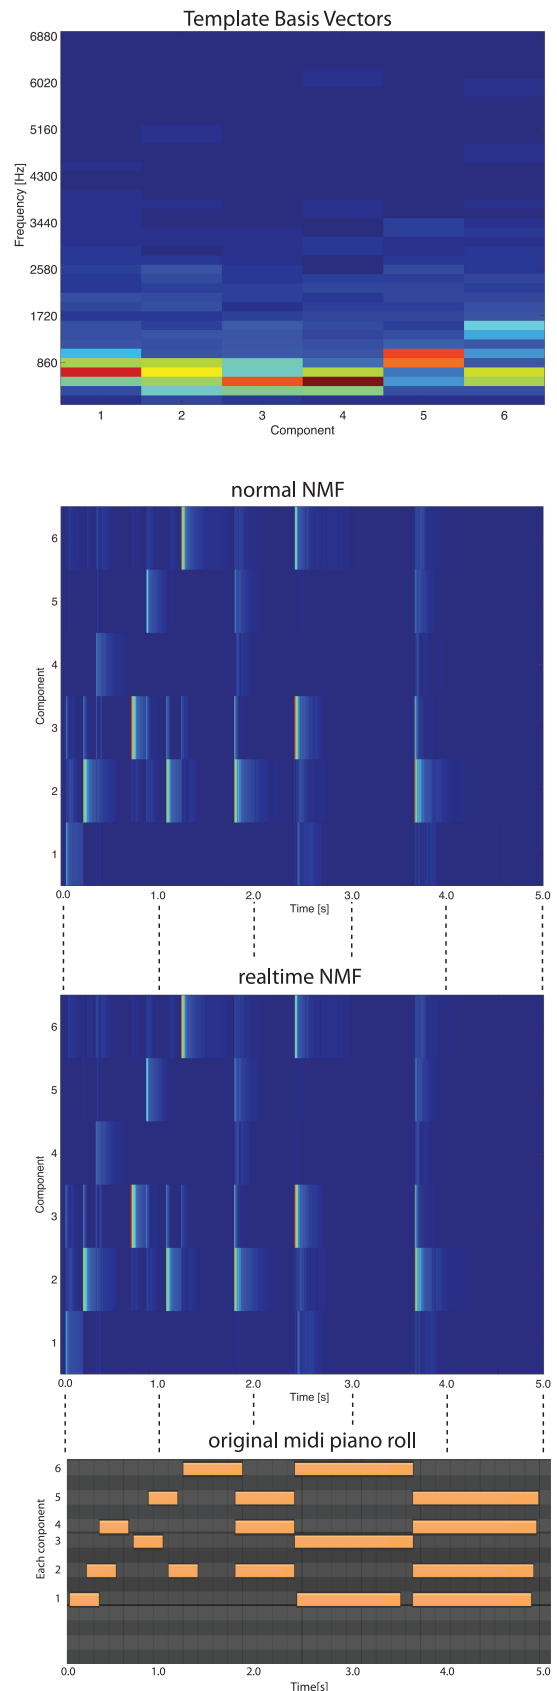 Template Basis Vectors
6880
6020
5160
4300
3440
2580
1720
860
Frequency [Hz]
1 2 3 4 5 6
Component
normal NMF
6
5
4
3
2
1
Component
0.0 1.0 2.0 3.0 4.0 5.0
Time [s]
realtime NMF
6
5
4
3
2
1
Component
0.0 1.0 2.0 3.0 4.0 5.0
Time [s]
original midi piano roll
6
5
4
3
2
1
Each component
0.0 1.0 2.0 3.0 4.0 5.0
Time[s]